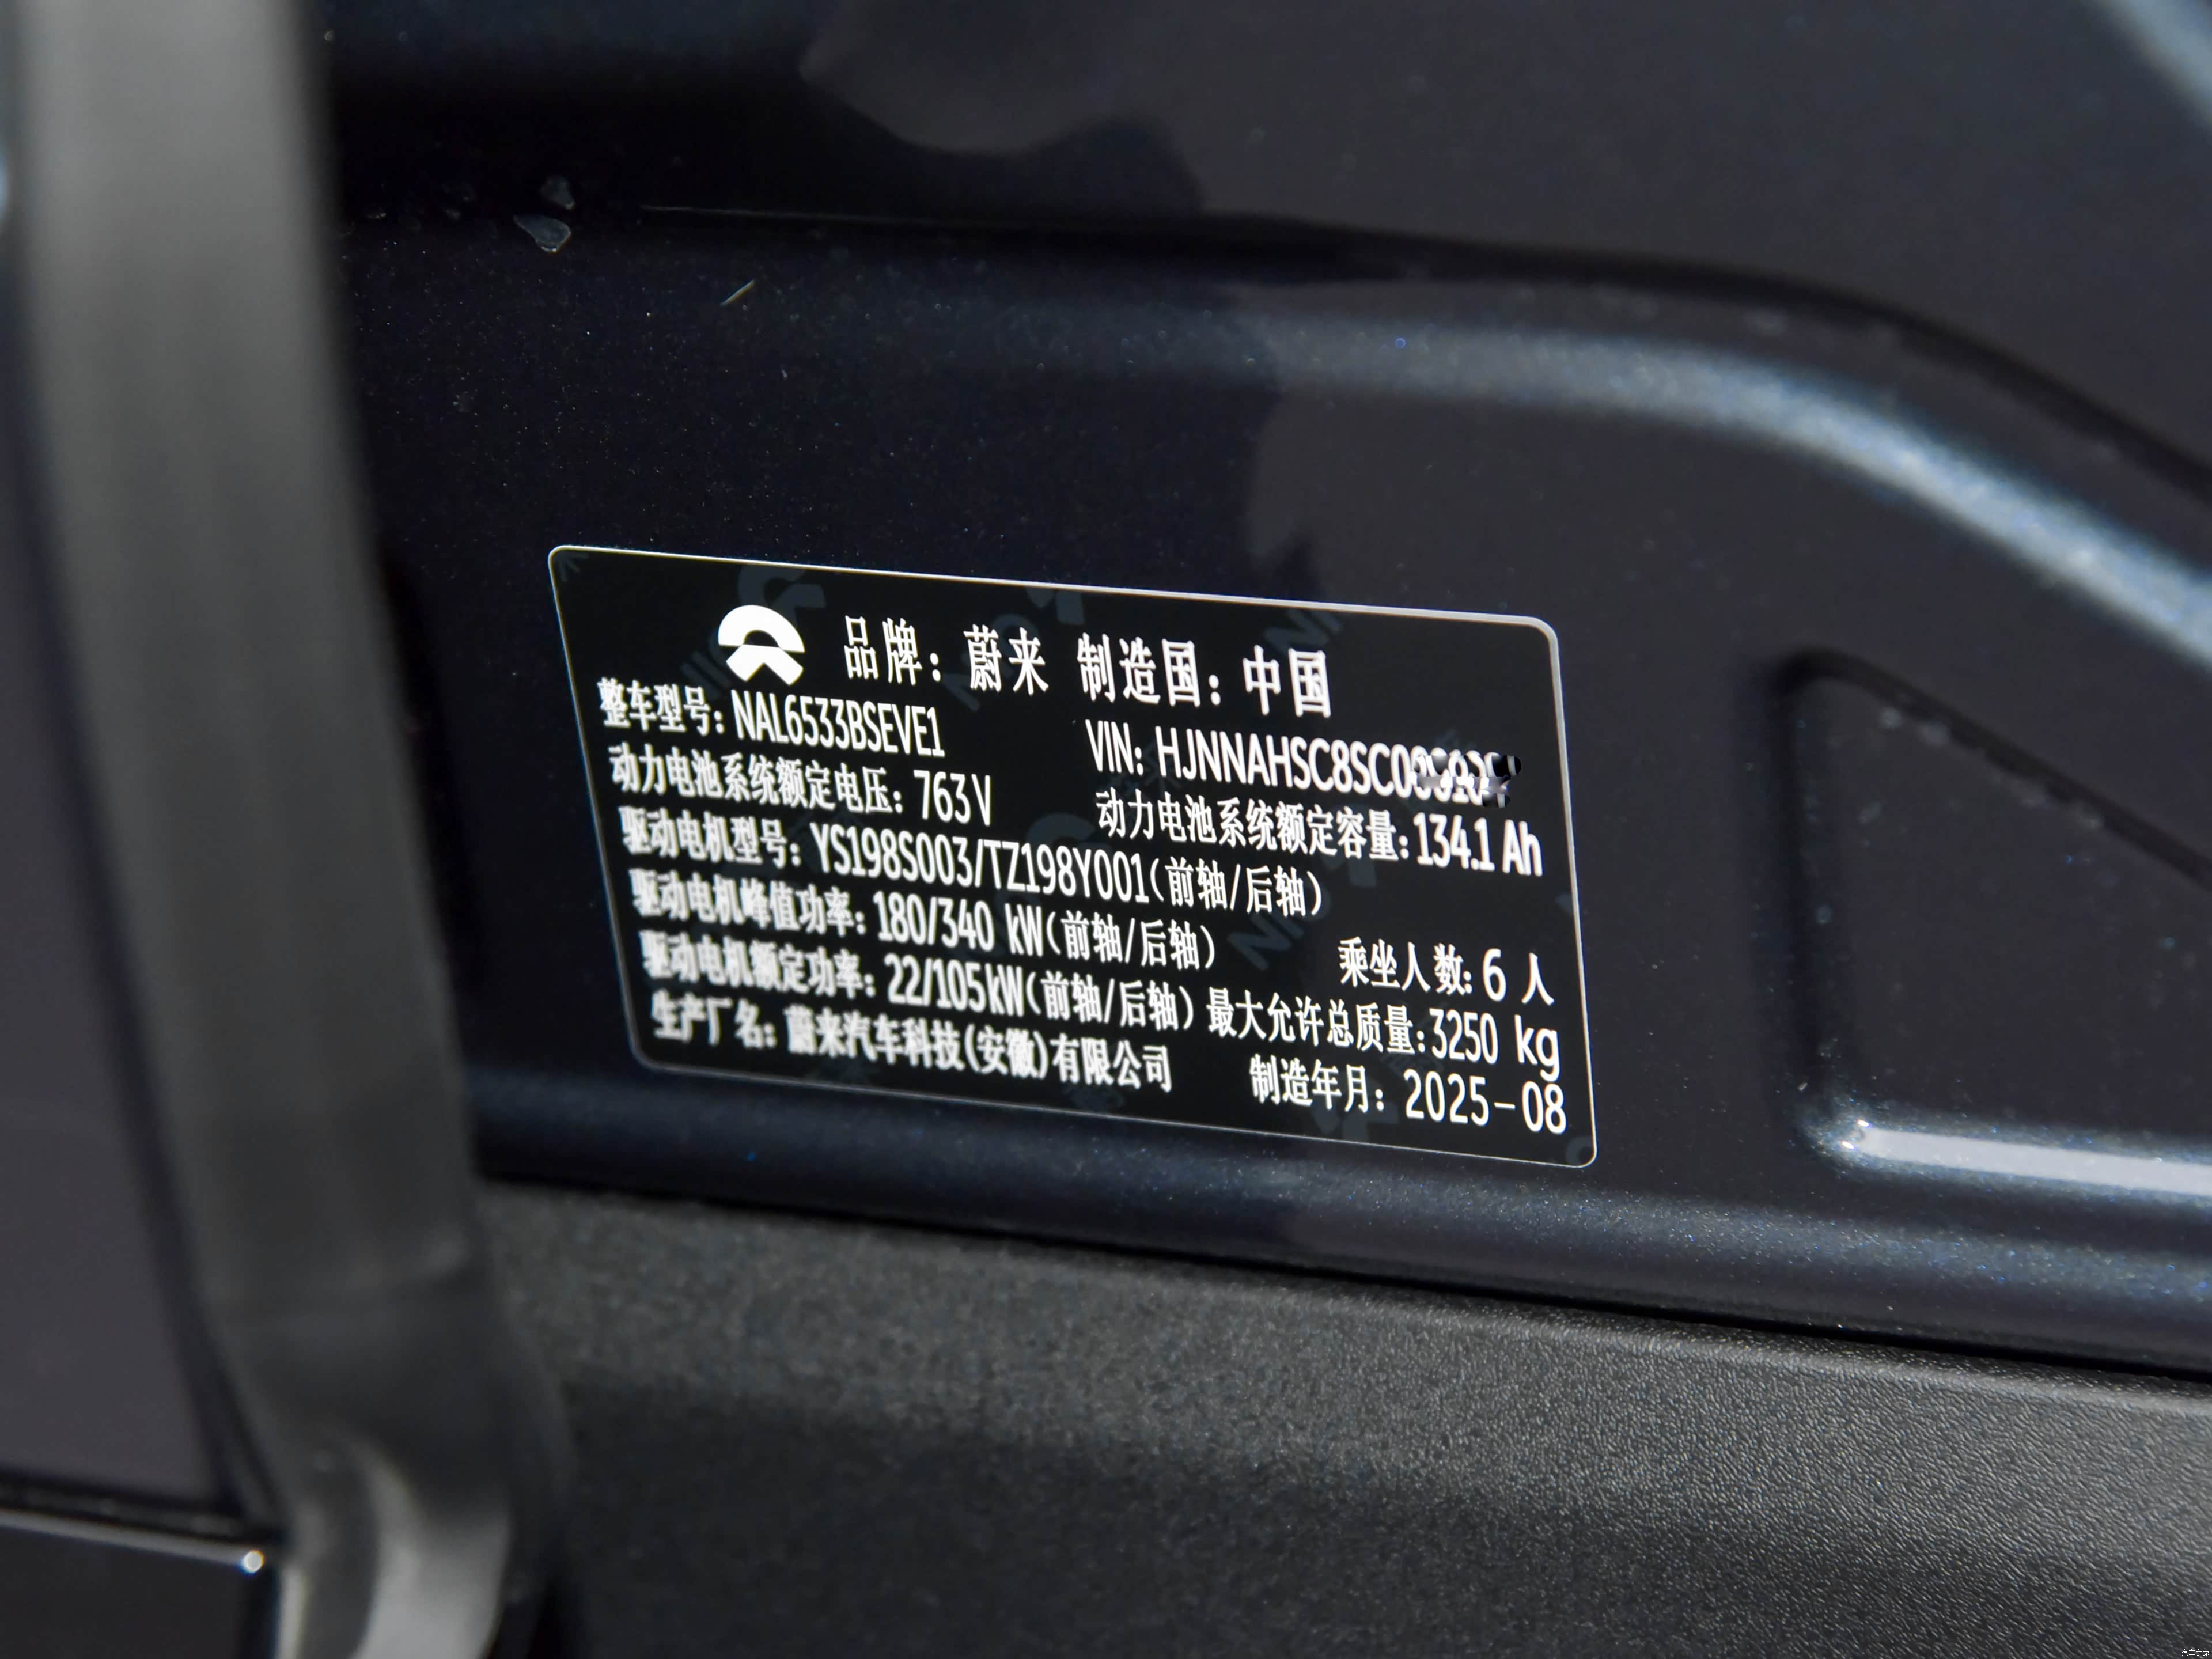 品牌：蔚来 制造国：中国
整车型号：NAL6533BSEVE1
VIN: HJNNAHSC8SC0
动力电池系统额定电压：763V
动力电池系统额定容量：134.1 Ah
驱动电机型号：YS198S003/TZ198Y001(前轴/后轴)
驱动电机峰值功率：180/340 kW(前轴/后轴)
乘坐人数：6 人
驱动电机额定功率：22/105kW(前轴/后轴)
最大允许总质量：3250 kg
生产厂名：蔚来汽车科技(安徽)有限公司
制造年月：2025-08
汽车之家